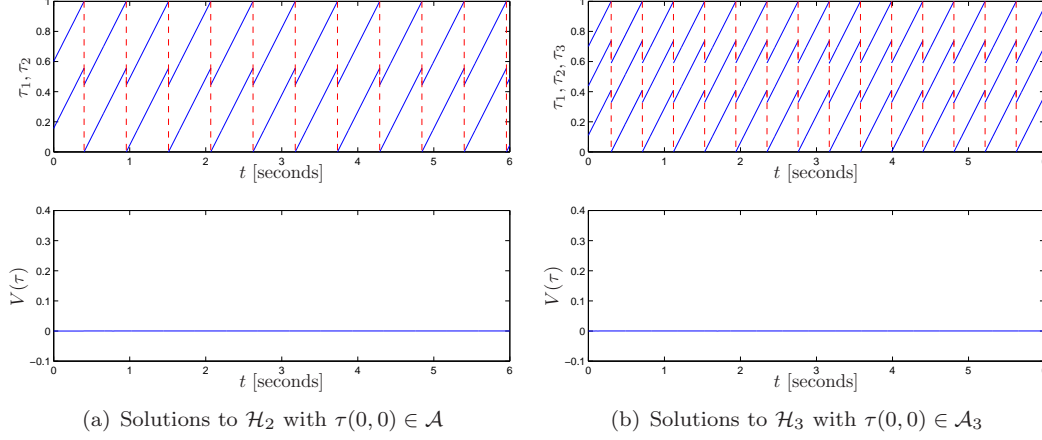 1
0.8
0.6
0.4
0.2
0
τ₁, τ₂
0 1 2 3 4 5 6
t [seconds]
0.4
0.3
0.2
0.1
0
−0.1
V(τ)
0 1 2 3 4 5 6
t [seconds]
(a) Solutions to ℋ₂ with τ(0,0) ∈ 𝒜
1
0.8
0.6
0.4
0.2
0
τ₁, τ₂, τ₃
0 1 2 3 4 5
t [seconds]
0.4
0.3
0.2
0.1
0
−0.1
V(τ)
0 1 2 3 4 5
t [seconds]
(b) Solutions to ℋ₃ with τ(0,0) ∈ 𝒜₃